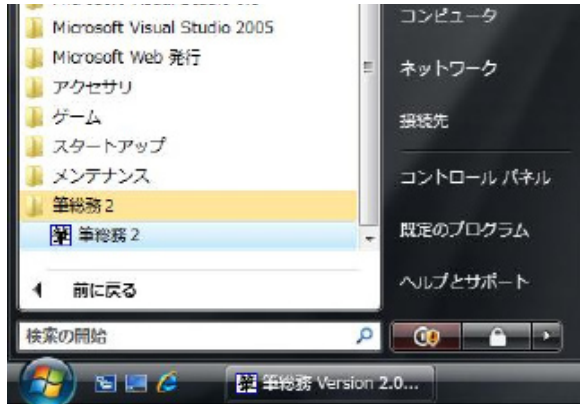 Microsoft Visual Studio 2005
Microsoft Web 発行
アクセサリ
ゲーム
スタートアップ
メンテナンス
筆総務 2
筆総務 2
前に戻る
検索の開始
コンピュータ
ネットワーク
接続先
コントロール パネル
既定のプログラム
ヘルプとサポート
筆総務 Version 2.0...